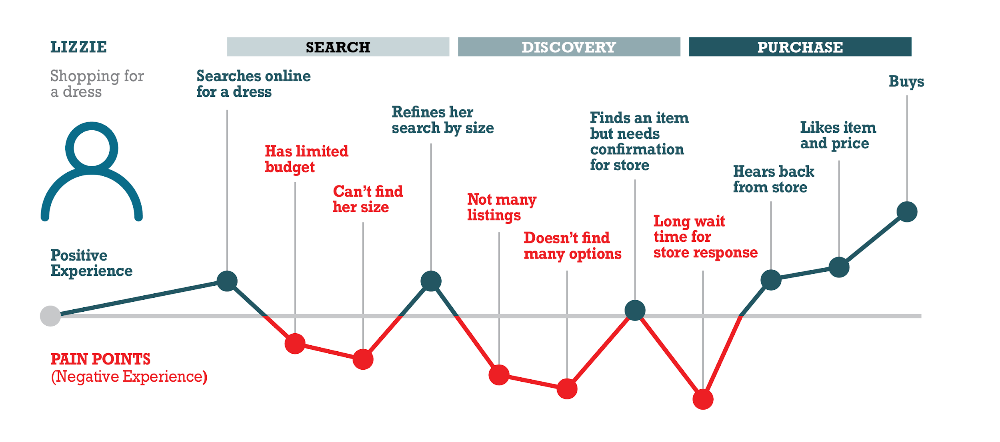 LIZZIE
Shopping for
a dress
SEARCH
DISCOVERY
PURCHASE
Searches online
for a dress
Has limited
budget
Can’t find
her size
Refines her
search by size
Not many
listings
Doesn’t find
many options
Finds an item
but needs
confirmation
for store
Long wait
time for
store response
Hears back
from store
Likes item
and price
Buys
Positive
Experience
PAIN POINTS
(Negative Experience)